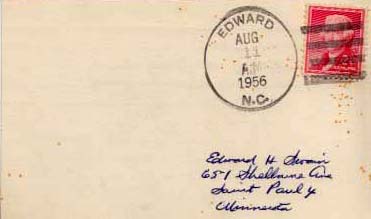 EDWARD
AUG
11
A.M.
1956
N.C.
Edward H. Swain
651 Shelburne Ave
Saint Paul 4
Minnesota